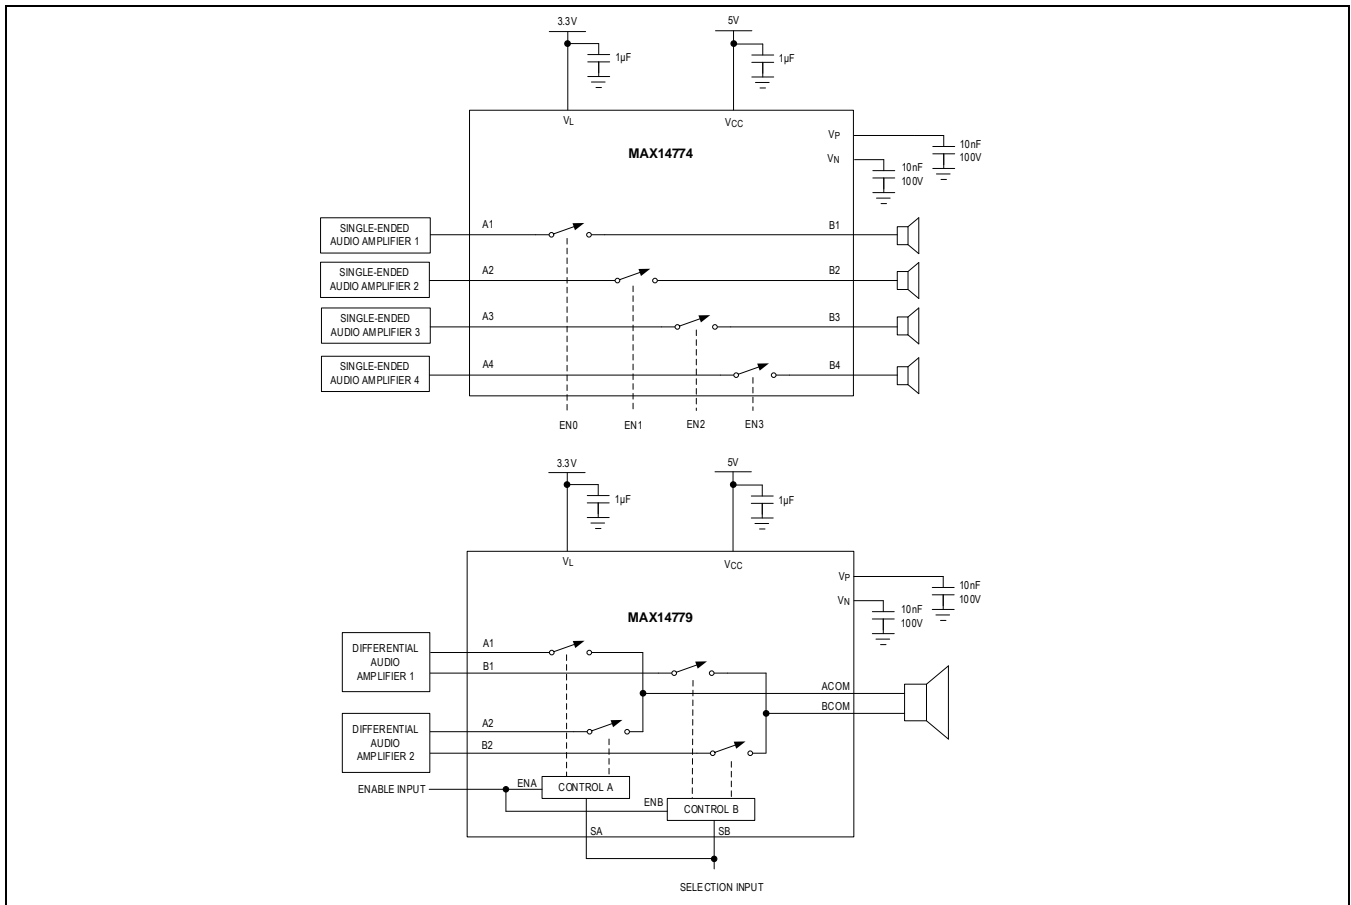 3.3V
5V
1µF
1µF
VL
VCC
VP
10nF
100V
MAX14774
VN
10nF
100V
SINGLE-ENDED
AUDIO AMPLIFIER 1
A1
B1
SINGLE-ENDED
AUDIO AMPLIFIER 2
A2
B2
SINGLE-ENDED
AUDIO AMPLIFIER 3
A3
B3
SINGLE-ENDED
AUDIO AMPLIFIER 4
A4
B4
EN0
EN1
EN2
EN3
3.3V
5V
1µF
1µF
VL
VCC
VP
10nF
100V
VN
10nF
100V
MAX14779
DIFFERENTIAL
AUDIO
AMPLIFIER 1
A1
B1
ACOM
BCOM
DIFFERENTIAL
AUDIO
AMPLIFIER 2
A2
B2
ENABLE INPUT
ENA
CONTROL A
ENB
CONTROL B
SA
SB
SELECTION INPUT